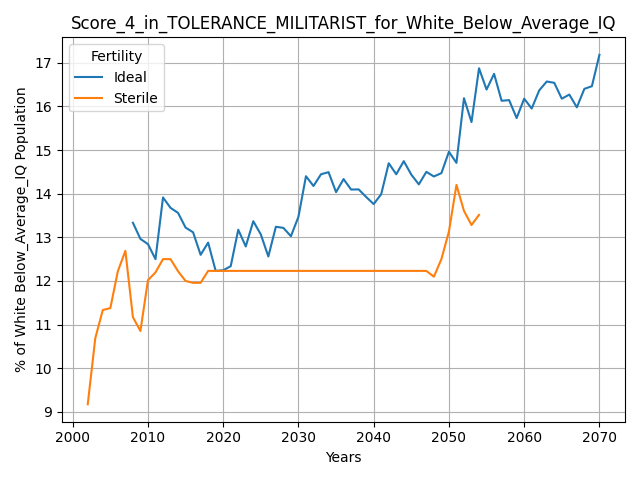 Score_4_in_TOLERANCE_MILITARIST_for_White_Below_Average_IQ
Fertility
Ideal
Sterile
% of White Below_Average_IQ Population
17
16
15
14
13
12
11
10
9
2000 2010 2020 2030 2040 2050 2060 2070
Years